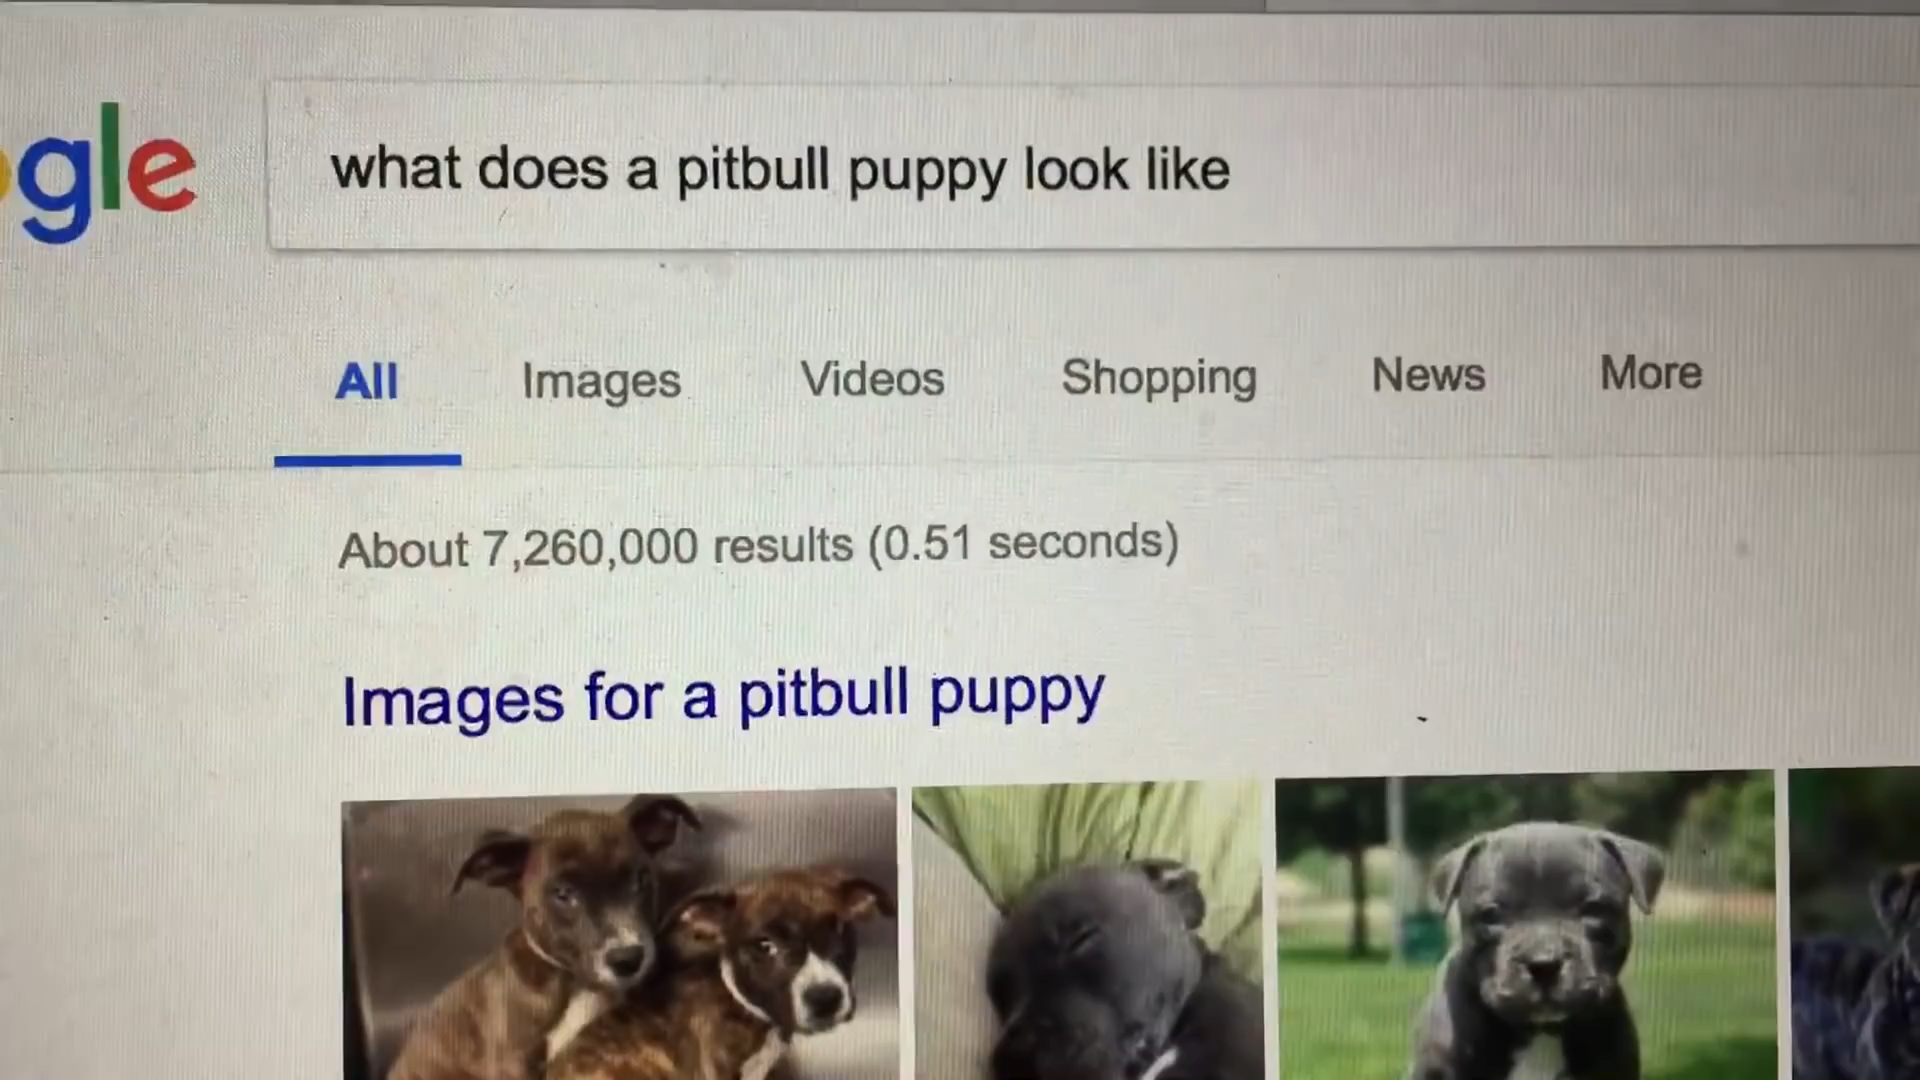 gle
what does a pitbull puppy look like
All Images Videos Shopping News More
About 7,260,000 results (0.51 seconds)
Images for a pitbull puppy